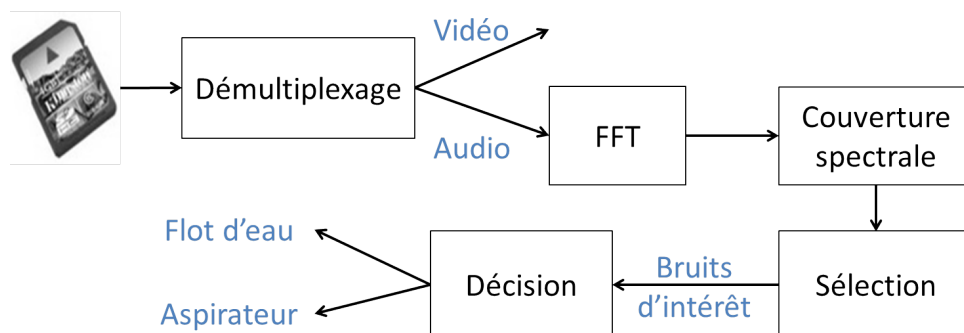 Vidéo
Démultiplexage
Audio
FFT
Couverture
spectrale
Flot d'eau
Aspirateur
Décision
Bruits
d'intérêt
Sélection